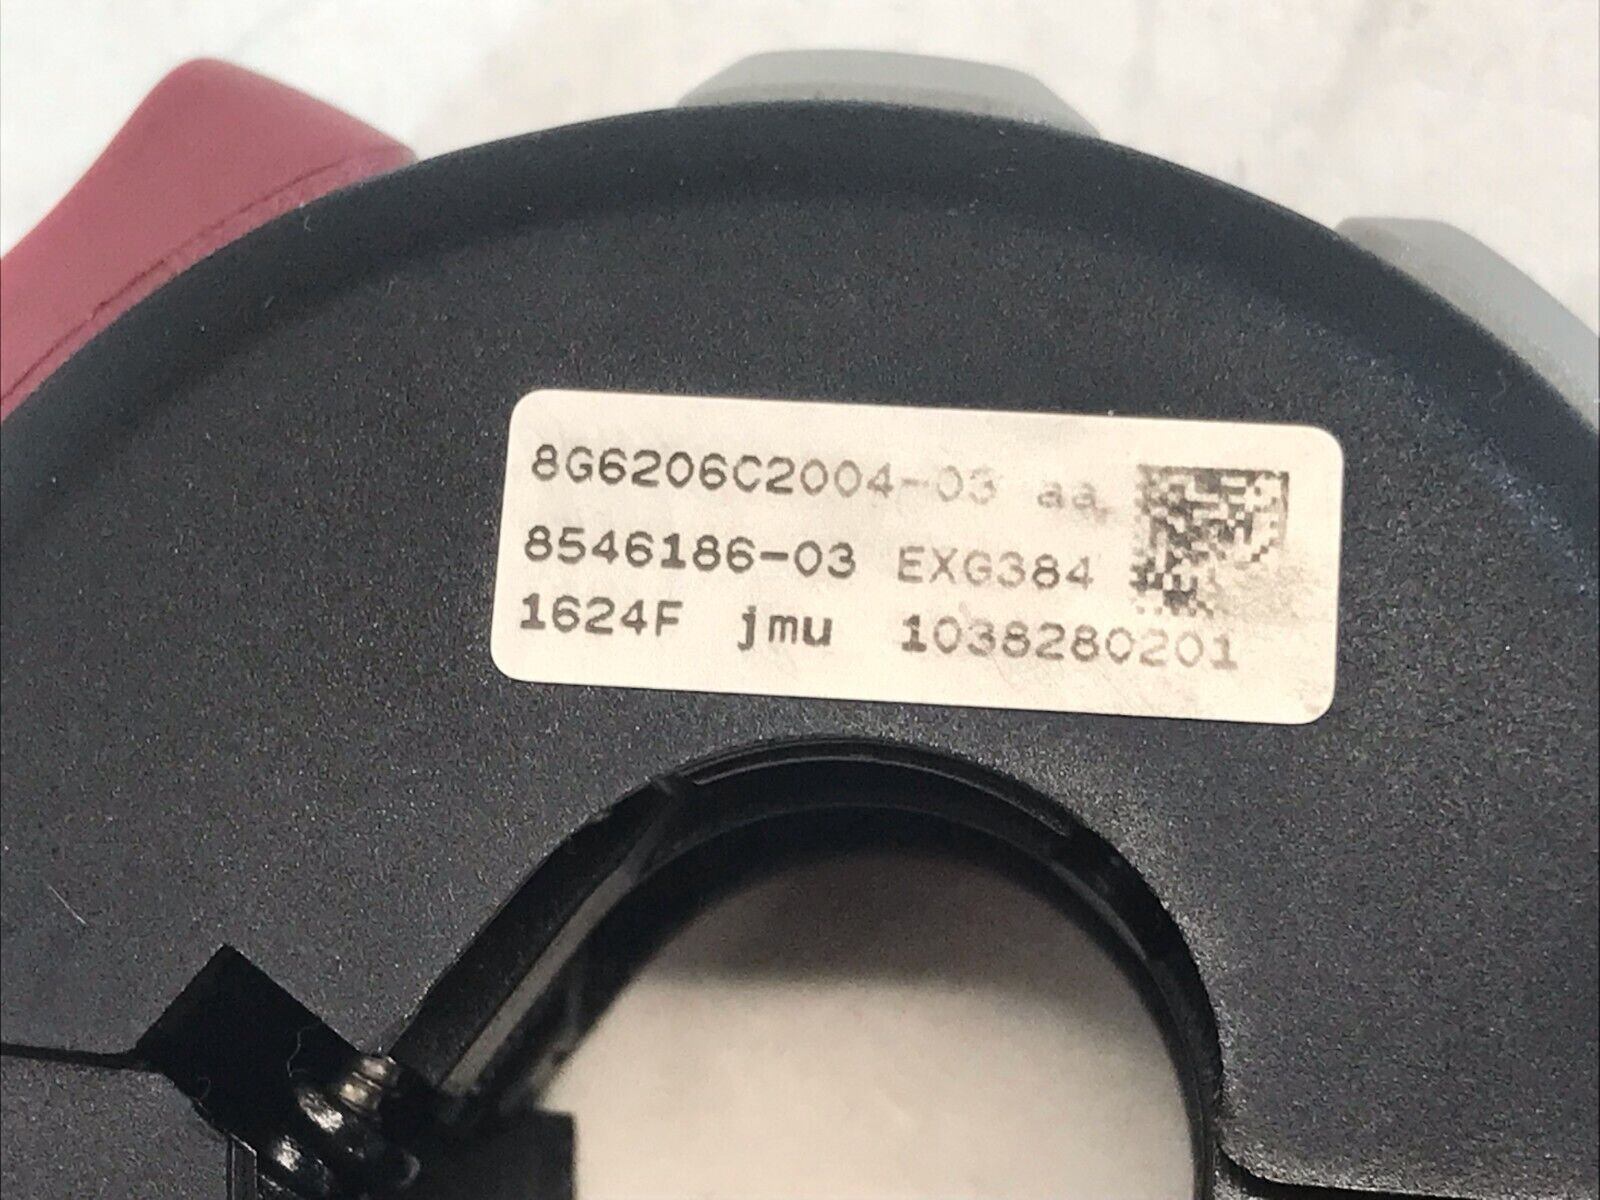 8G6206C2004-03 aa
8546186-03 EXG384
1624F jmu 1038280201